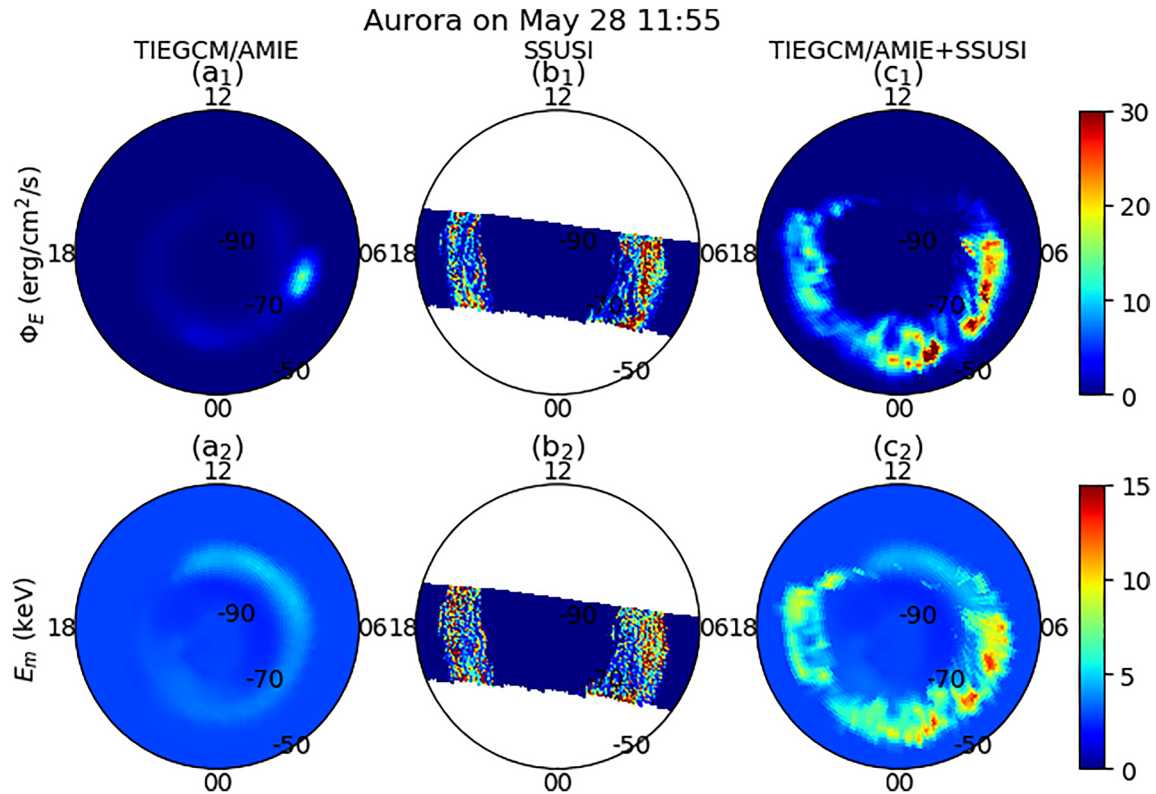 Aurora on May 28 11:55
TIEGCM/AMIE SSUSI TIEGCM/AMIE+SSUSI
(a₁) (b₁) (c₁)
12 12 12
30
Φ_E (erg/cm²/s)
20
-90 -90 -90
18 06 18 06 18 06
-70 -70 -70
10
-50 -50 -50
0
00 00 00
(a₂) (b₂) (c₂)
12 12 12
15
E_m (keV)
10
-90 -90 -90
18 06 18 06 18 06
-70 -70 -70
5
-50 -50 -50
0
00 00 00